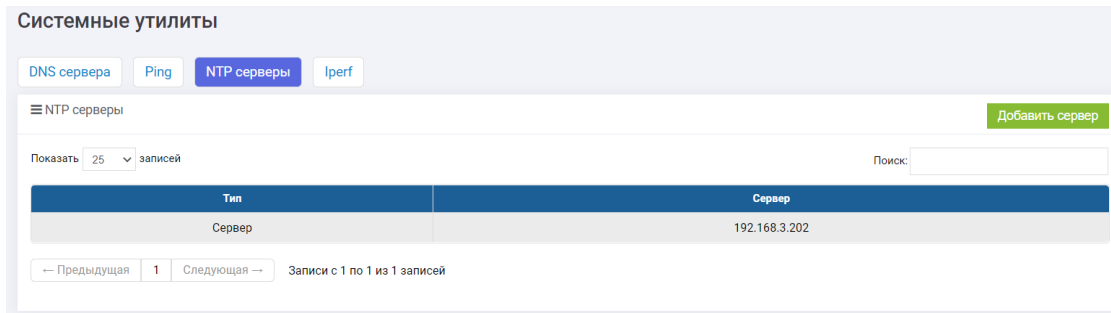 Системные утилиты
DNS сервера Ping NTP серверы Iperf
NTP серверы
Добавить сервер
Показать 25 записей Поиск:
Тип Сервер
Сервер 192.168.3.202
← Предыдущая 1 Следующая → Записи с 1 по 1 из 1 записей